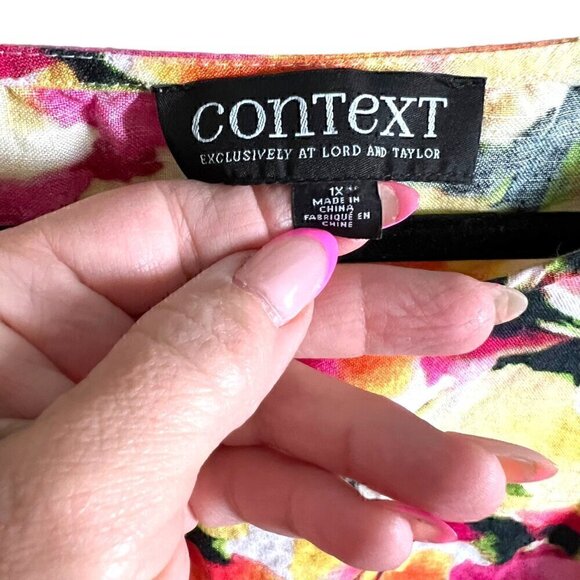 conTexT
EXCLUSIVELY AT LORD AND TAYLOR
1X
MADE IN
CHINA
FABRIQUÉ EN
CHINE